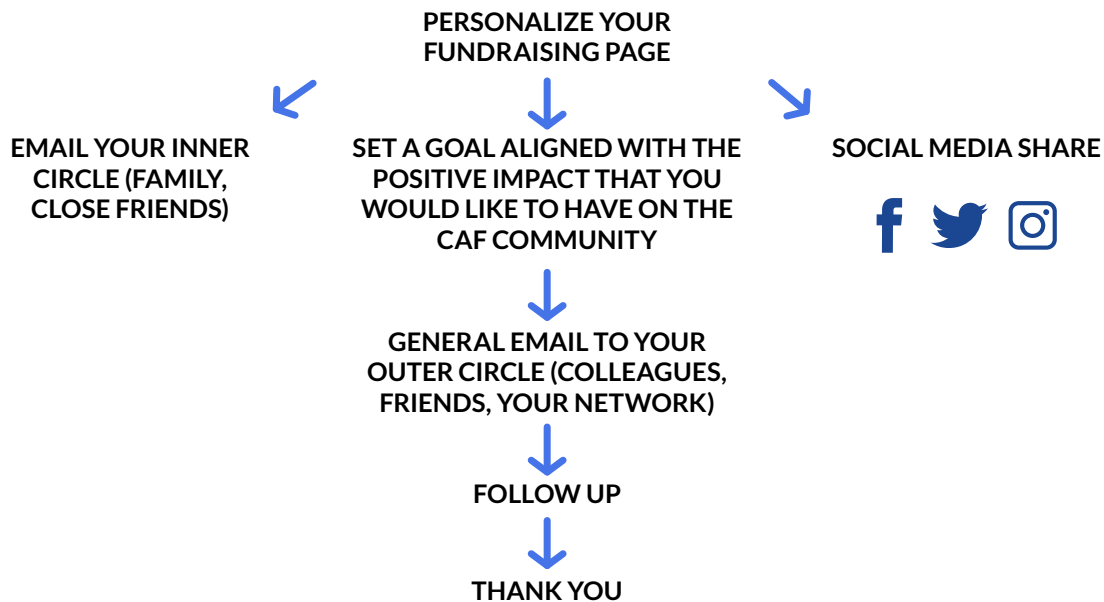 PERSONALIZE YOUR
FUNDRAISING PAGE
EMAIL YOUR INNER
CIRCLE (FAMILY,
CLOSE FRIENDS)
SET A GOAL ALIGNED WITH THE
POSITIVE IMPACT THAT YOU
WOULD LIKE TO HAVE ON THE
CAF COMMUNITY
SOCIAL MEDIA SHARE
GENERAL EMAIL TO YOUR
OUTER CIRCLE (COLLEAGUES,
FRIENDS, YOUR NETWORK)
FOLLOW UP
THANK YOU